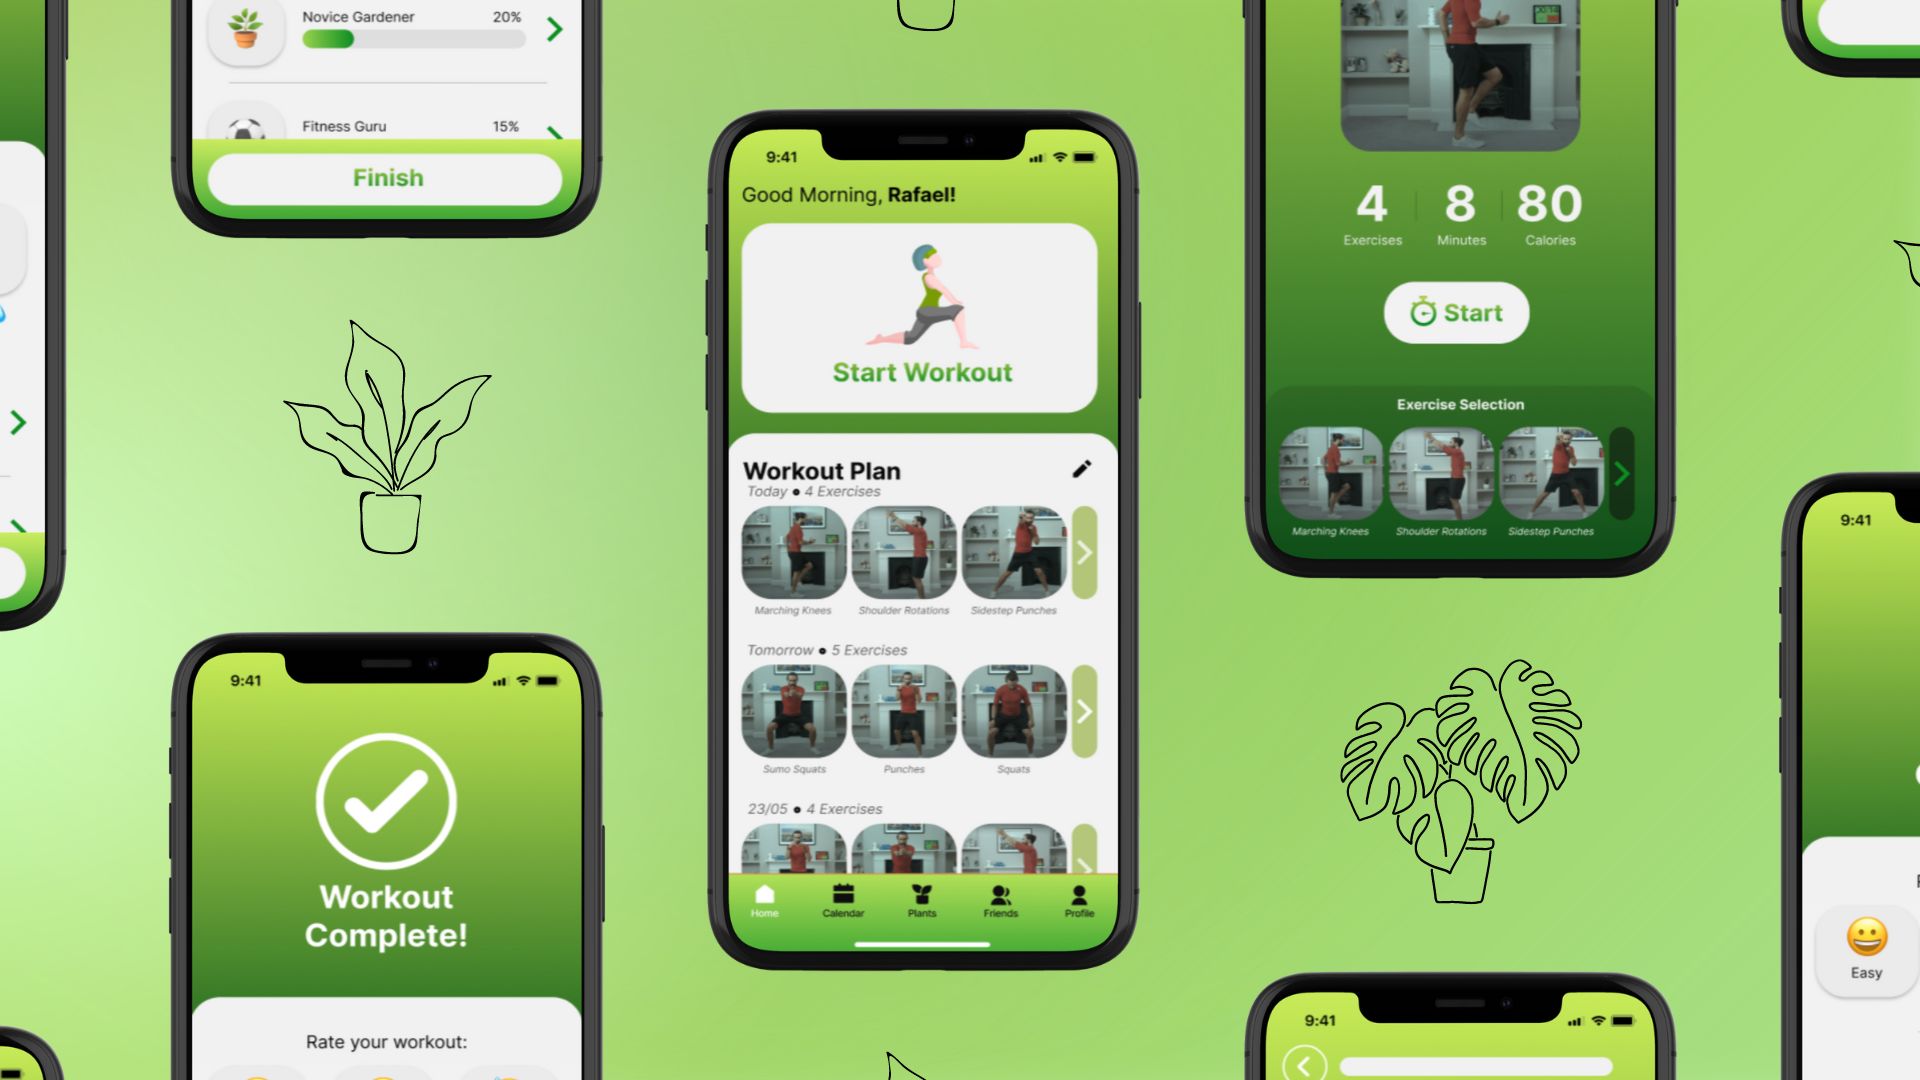 Novice Gardener 20%
Fitness Guru 15%
Finish
9:41
Workout
Complete!
Rate your workout:
9:41
Good Morning, Rafael!
Start Workout
Workout Plan
Today • 4 Exercises
Marching Knees Shoulder Rotations Sidestep Punches
Tomorrow • 5 Exercises
Sumo Squats Punches Squats
23/05 • 4 Exercises
Home Calendar Plants Friends Profile
4 8 80
Exercises Minutes Calories
Start
Exercise Selection
Marching Knees Shoulder Rotations Sidestep Punches
9:41
9:41
Easy